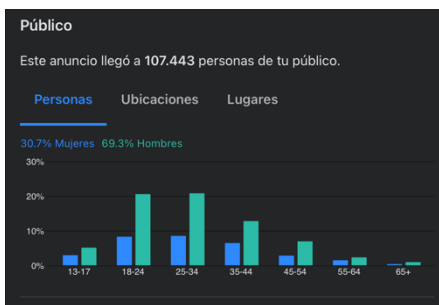 Público
Este anuncio llegó a 107.443 personas de tu público.
Personas Ubicaciones Lugares
30.7% Mujeres 69.3% Hombres
30%
20%
10%
0%
13-17 18-24 25-34 35-44 45-54 55-64 65+